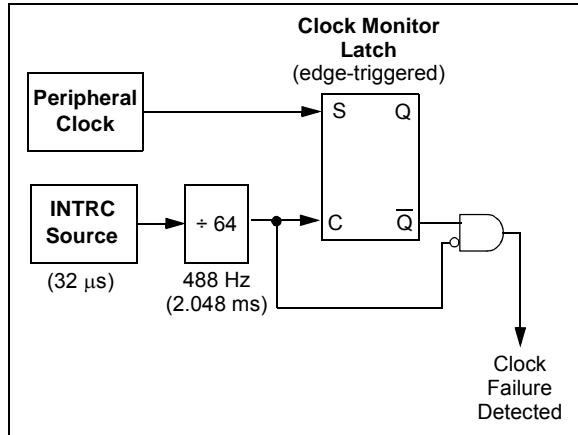 Clock Monitor
Latch
(edge-triggered)
Peripheral
Clock
S
Q
INTRC
Source
÷ 64
C
Q̅
(32 μs)
488 Hz
(2.048 ms)
Clock
Failure
Detected